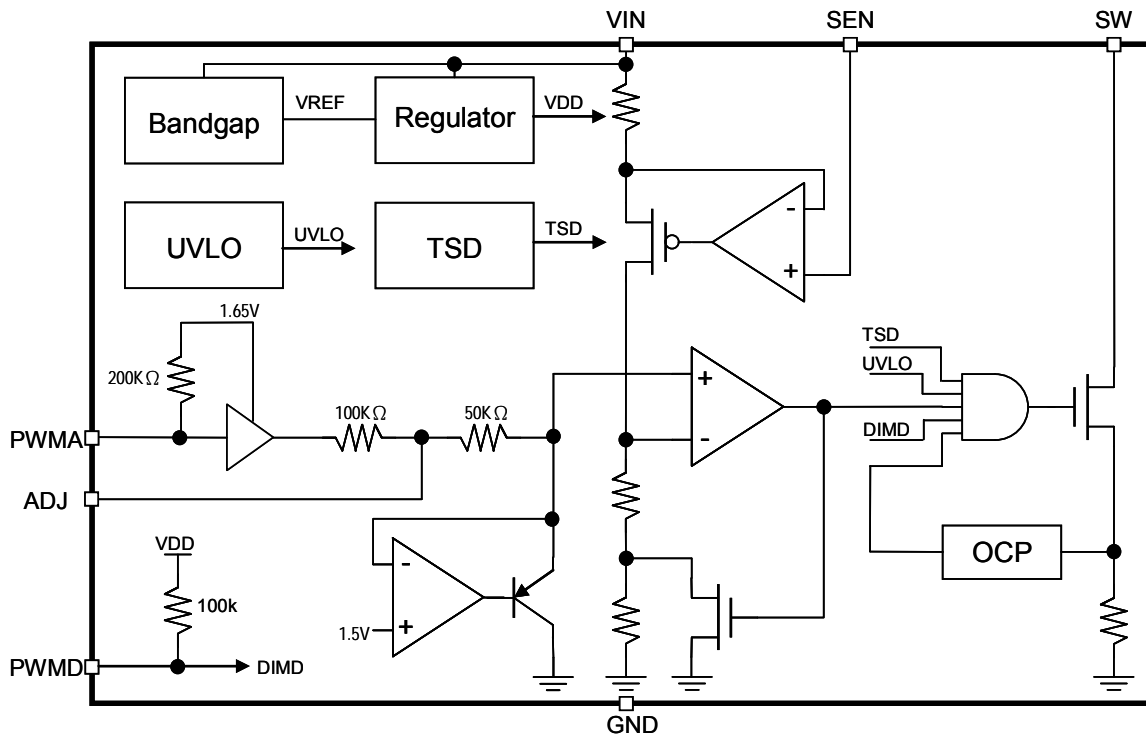 VIN
SEN
SW
Bandgap
VREF
Regulator
VDD
UVLO
UVLO
TSD
TSD
-
+
1.65V
200KΩ
100KΩ
50KΩ
PWMA
ADJ
+
-
TSD
UVLO
DIMD
OCP
VDD
100k
-
+
1.5V
PWMD
DIMD
GND